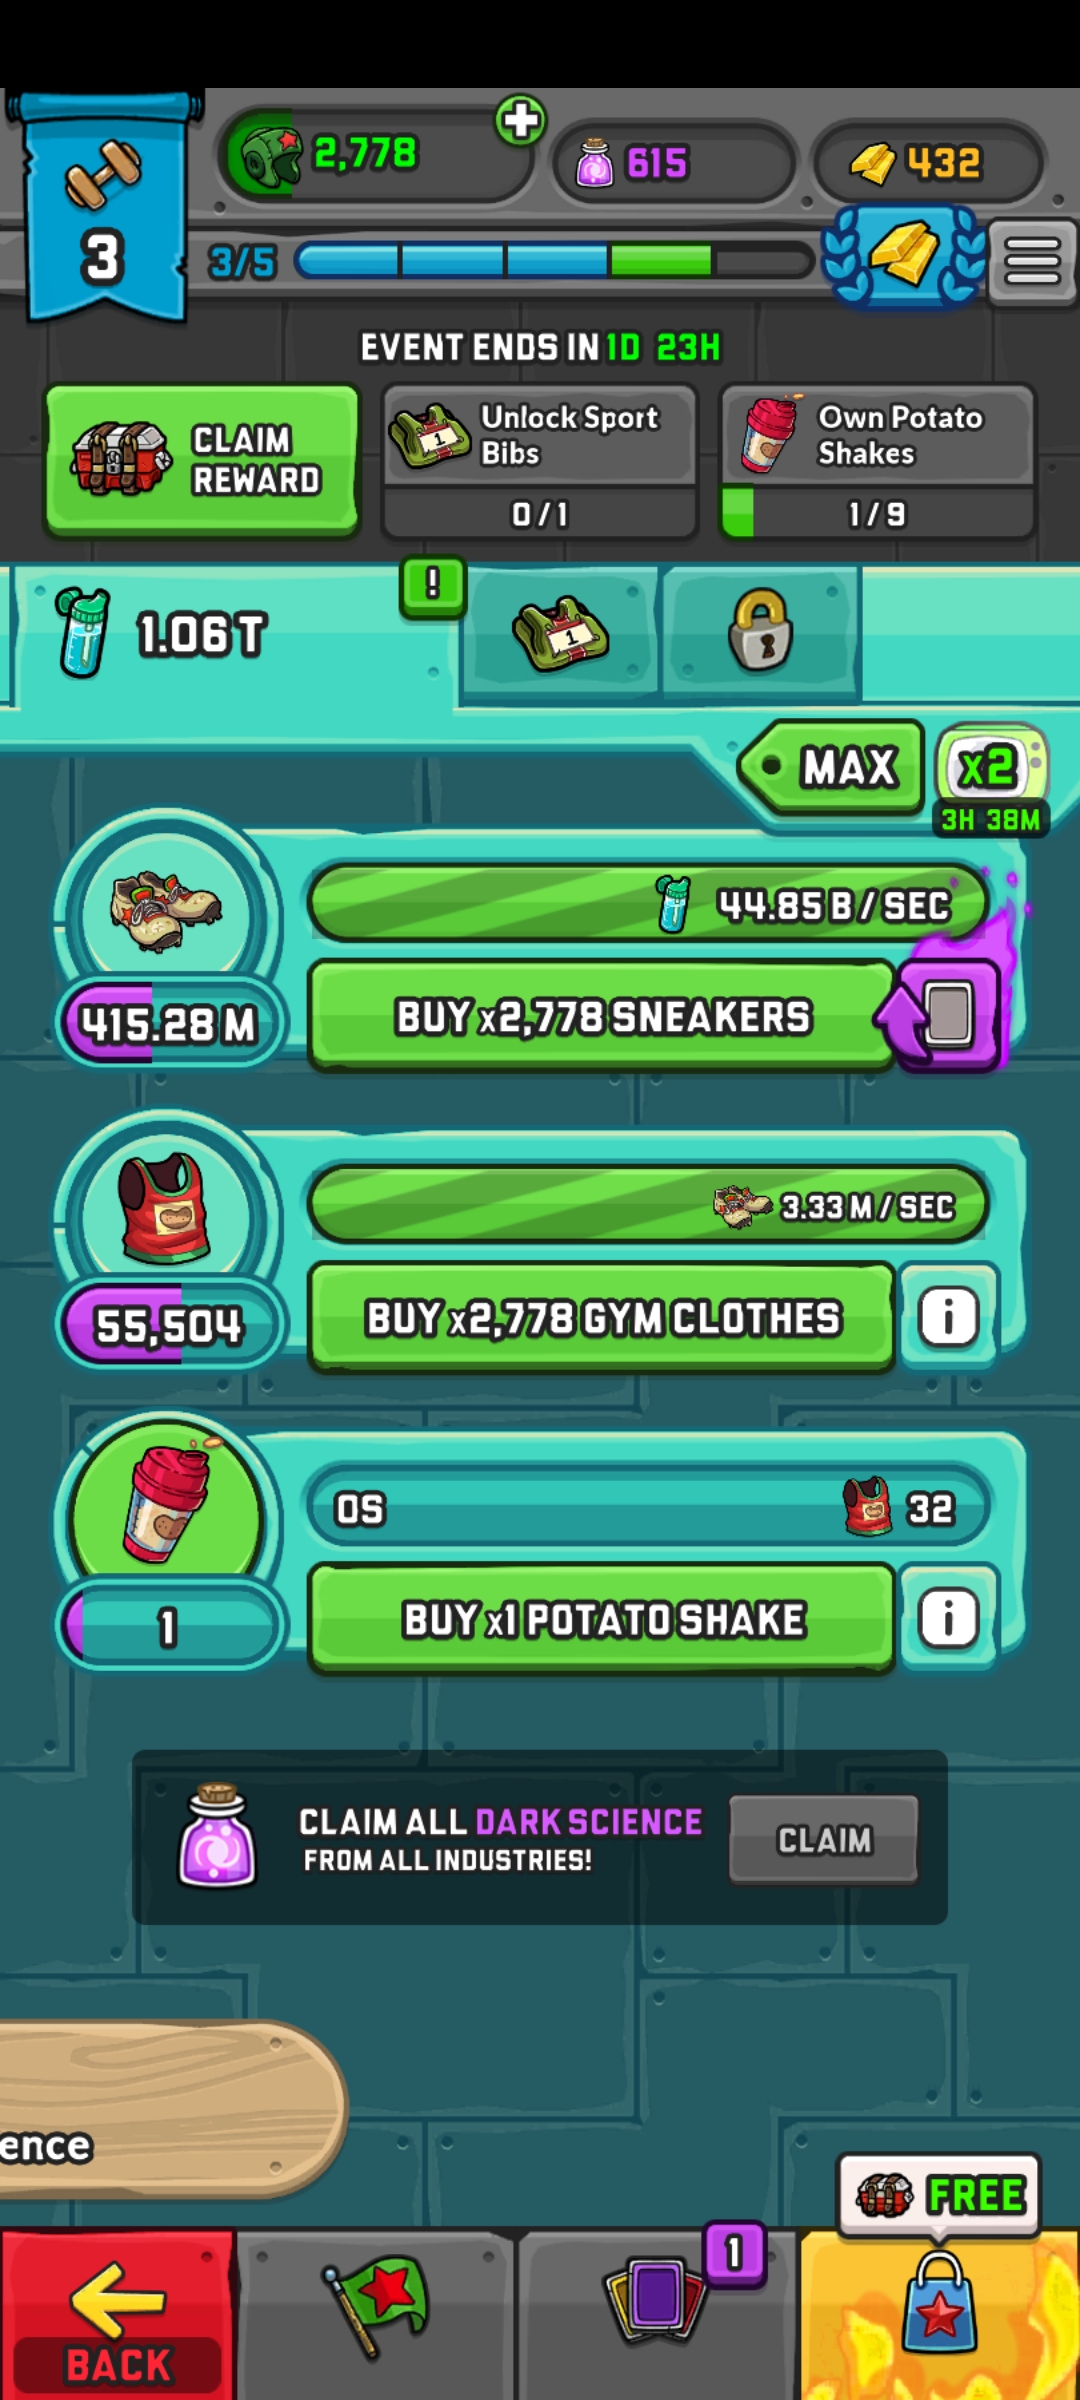 2,778
615
432
3
3/5
EVENT ENDS IN 1D 23H
CLAIM
REWARD
1
Unlock Sport
Bibs
0/1
Own Potato
Shakes
1/9
1.06T
!
1
MAX
x2
3H 38M
44.85 B / SEC
415.28 M
BUY x2,778 SNEAKERS
3.33 M / SEC
55,504
BUY x2,778 GYM CLOTHES
i
0S
32
1
BUY x1 POTATO SHAKE
i
CLAIM ALL DARK SCIENCE
FROM ALL INDUSTRIES!
CLAIM
ence
FREE
1
BACK